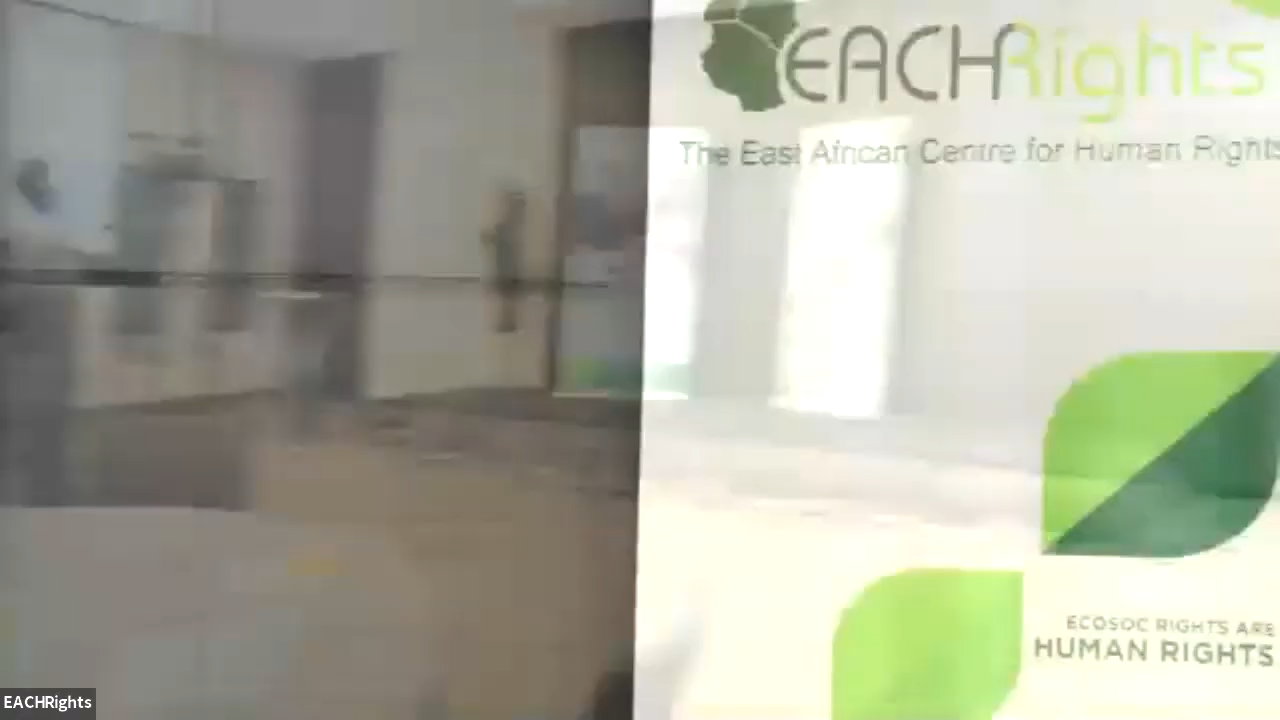 EACHRights
The East African Centre for Human Rights
ECOSOC RIGHTS ARE
HUMAN RIGHTS
EACHRights